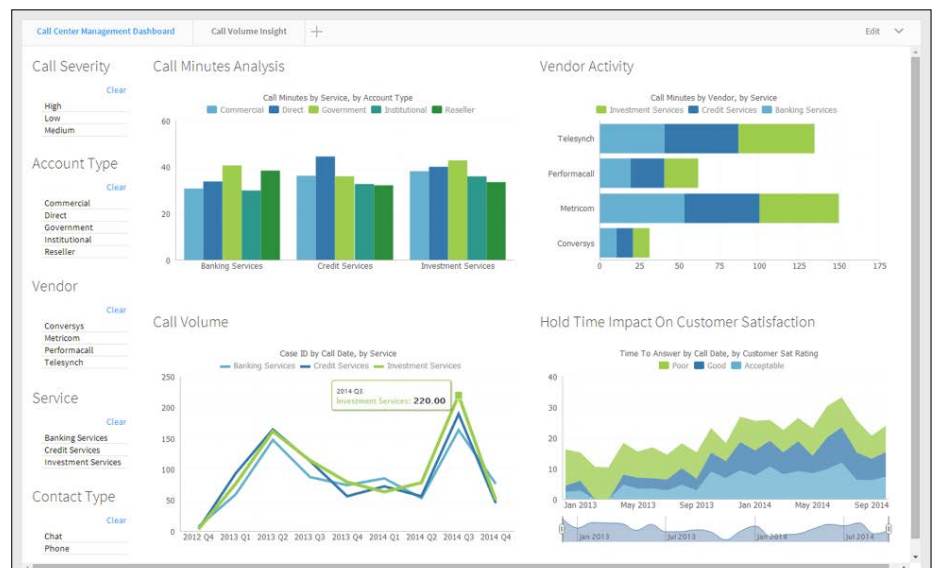 Call Center Management Dashboard
Call Volume Insight
Edit
Call Severity
Clear
High
Low
Medium
Account Type
Clear
Commercial
Direct
Government
Institutional
Reseller
Vendor
Clear
Conversys
Metricom
Performacall
Telesynch
Service
Clear
Banking Services
Credit Services
Investment Services
Contact Type
Clear
Chat
Phone
Call Minutes Analysis
Call Minutes by Service, by Account Type
Commercial Direct Government Institutional Reseller
60
40
20
0
Banking Services Credit Services Investment Services
Vendor Activity
Call Minutes by Vendor, by Service
Investment Services Credit Services Banking Services
Telesynch
Performacall
Metricom
Conversys
0 25 50 75 100 125 150 175
Call Volume
Case ID by Call Date, by Service
Banking Services Credit Services Investment Services
250
200
150
100
50
0
2014 Q3
Investment Services: 220.00
2012 Q4 2013 Q1 2013 Q2 2013 Q3 2013 Q4 2014 Q1 2014 Q2 2014 Q3 2014 Q4
Hold Time Impact On Customer Satisfaction
Time To Answer by Call Date, by Customer Sat Rating
Poor Good Acceptable
40
30
20
10
0
Jan 2013 May 2013 Sep 2013 Jan 2014 May 2014 Sep 2014
Jan 2013 Jul 2013 Jan 2014 Jul 2014